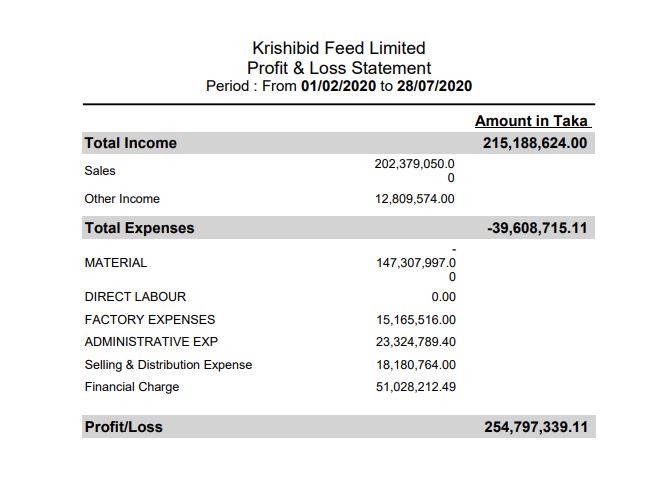 Krishibid Feed Limited
Profit & Loss Statement
Period : From 01/02/2020 to 28/07/2020
Amount in Taka
Total Income 215,188,624.00
Sales 202,379,050.0
0
Other Income 12,809,574.00
Total Expenses -39,608,715.11
-
MATERIAL 147,307,997.0
0
DIRECT LABOUR 0.00
FACTORY EXPENSES 15,165,516.00
ADMINISTRATIVE EXP 23,324,789.40
Selling & Distribution Expense 18,180,764.00
Financial Charge 51,028,212.49
Profit/Loss 254,797,339.11